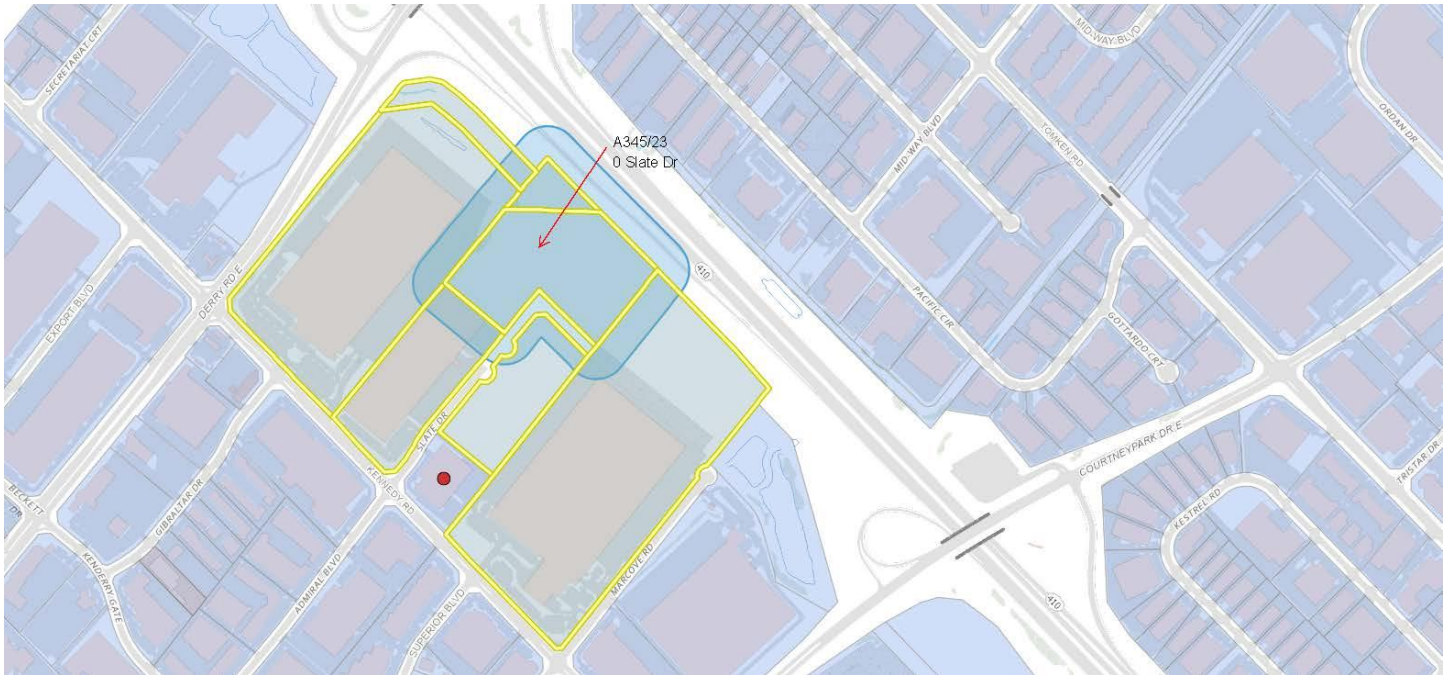 SECRETARIAT CRT
MID-WAY BLVD
ORDAN DR
A345/23
0 Slate Dr
TOMKEN RD
MID-WAY BLVD
DERRY RD E
EXPORT BLVD
410
PACIFIC CIR
GOTTARDO CRT
SLATE DR
COURTNEYPARK DR E
TRISTAR DR
KENNEDY RD
GIBRALTAR DR
BECKETT
DR
KESTREL RD
MARCOVE RD
KENDERRY GATE
ADMIRAL BLVD
SUPERIOR BLVD
410